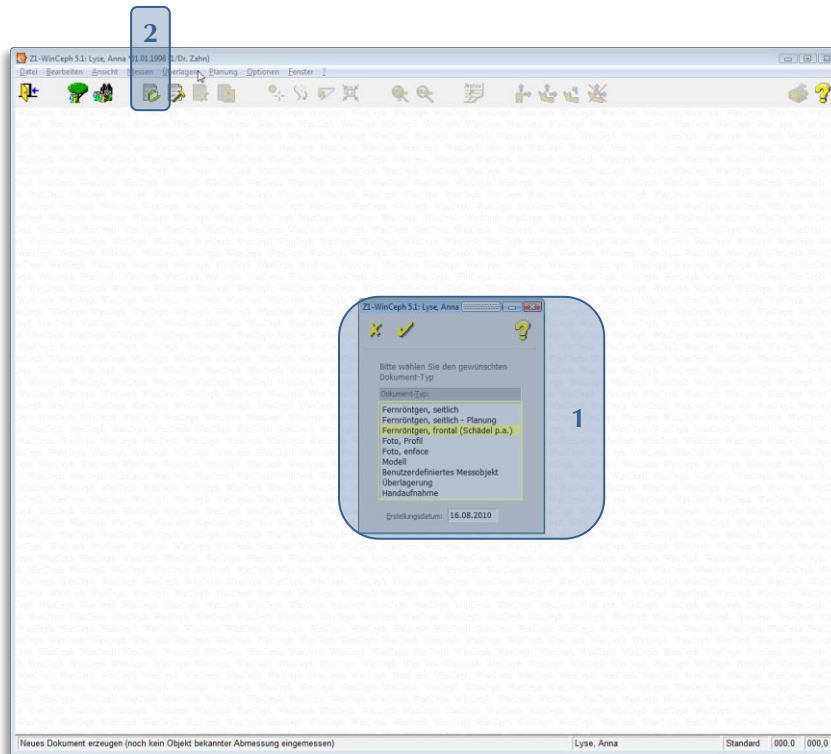 2
Z1-WinCeph 5.1: Lyse, Anna *01.01.1998 (1/Dr. Zahn)
Datei Bearbeiten Ansicht Messen Überlagern Planung Optionen Fenster ?
Z1-WinCeph 5.1: Lyse, Anna
Bitte wählen Sie den gewünschten
Dokument-Typ
Dokument-Typ:
Fernröntgen, seitlich
Fernröntgen, seitlich - Planung
Fernröntgen, frontal (Schädel p.a.)
Foto, Profil
Foto, enface
Modell
Benutzerdefiniertes Messobjekt
Überlagerung
Handaufnahme
1
Erstellungsdatum: 16.08.2010
Neues Dokument erzeugen (noch kein Objekt bekannter Abmessung eingemessen) Lyse, Anna Standard 000,0 000,0